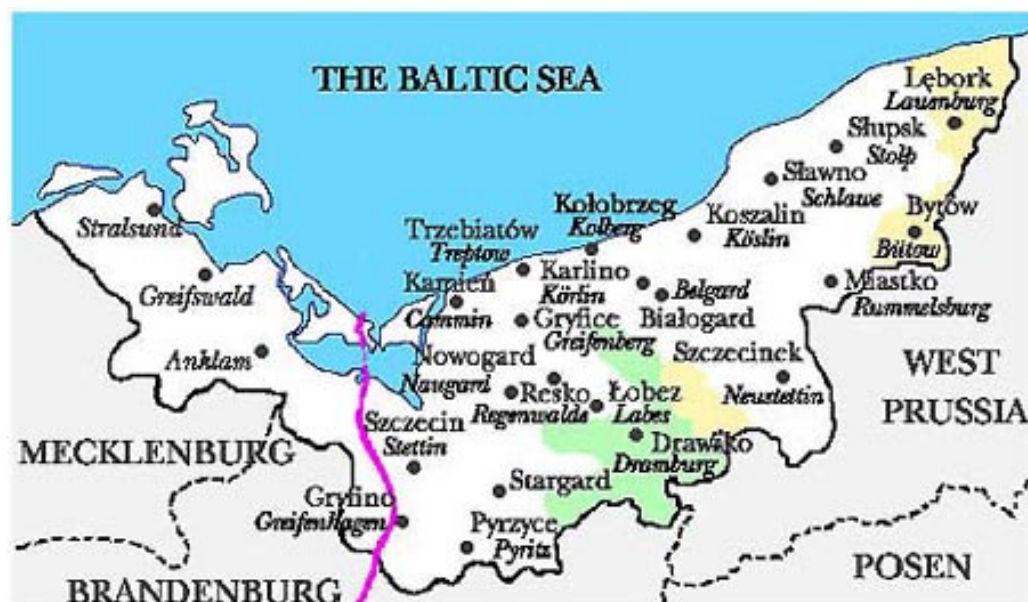 THE BALTIC SEA
Lębork
Lauenburg
Słupsk
Stolp
Sławno
Schlawe
Bytów
Bütow
Stralsund
Kołobrzeg
Kolberg
Koszalin
Köslin
Trzebiatów
Treptow
Greifswald
Kamień
Cammin
Karlino
Körlin
Belgard
Białogard
Miastko
Rummelsburg
Gryfice
Greifenberg
Anklam
Nowogard
Naugard
Szczecinek
Neustettin
Resko
Regenwalde
Łobez
Labes
WEST
PRUSSIA
Szczecin
Stettin
Drawiko
Dramburg
MECKLENBURG
Stargard
Gryfino
Greifenhagen
Pyrzyce
Pyritz
POSEN
BRANDENBURG